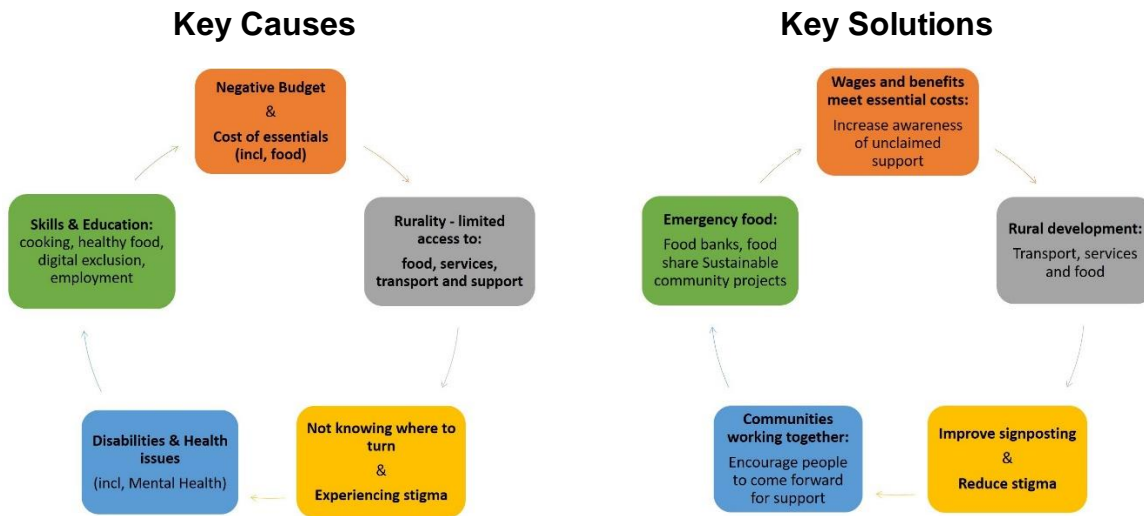 Key Causes
Negative Budget
&
Cost of essentials
(incl, food)
Rurality - limited
access to:
food, services,
transport and support
Not knowing where to
turn
&
Experiencing stigma
Disabilities & Health
issues
(incl, Mental Health)
Skills & Education:
cooking, healthy food,
digital exclusion,
employment
Key Solutions
Wages and benefits
meet essential costs:
Increase awareness
of unclaimed
support
Rural development:
Transport, services
and food
Improve signposting
&
Reduce stigma
Communities
working together:
Encourage people
to come forward
for support
Emergency food:
Food banks, food
share Sustainable
community projects